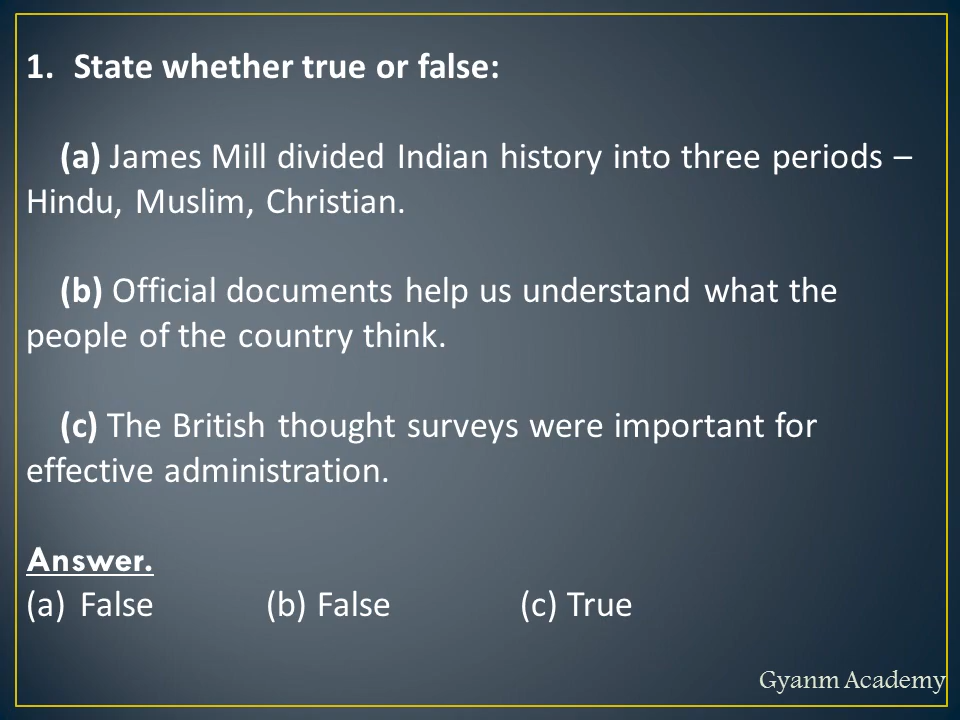 1. State whether true or false:
(a) James Mill divided Indian history into three periods –
Hindu, Muslim, Christian.
(b) Official documents help us understand what the
people of the country think.
(c) The British thought surveys were important for
effective administration.
Answer.
(a) False (b) False (c) True
Gyanm Academy